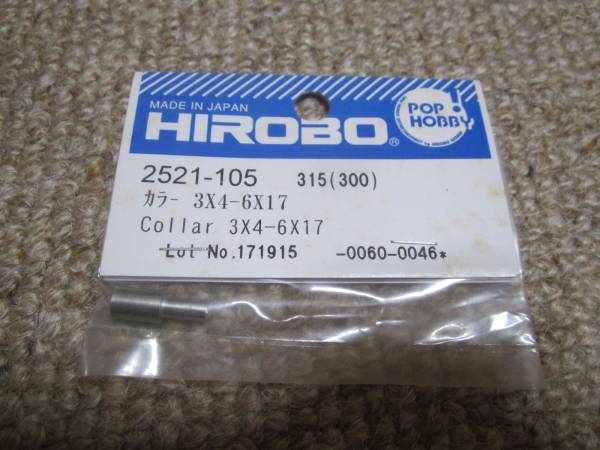 MADE IN JAPAN
HIROBO®
POP!
HOBBY
2521-105 315(300)
カラー 3X4-6X17
Collar 3X4-6X17
Lot No.171915 -0060-0046*